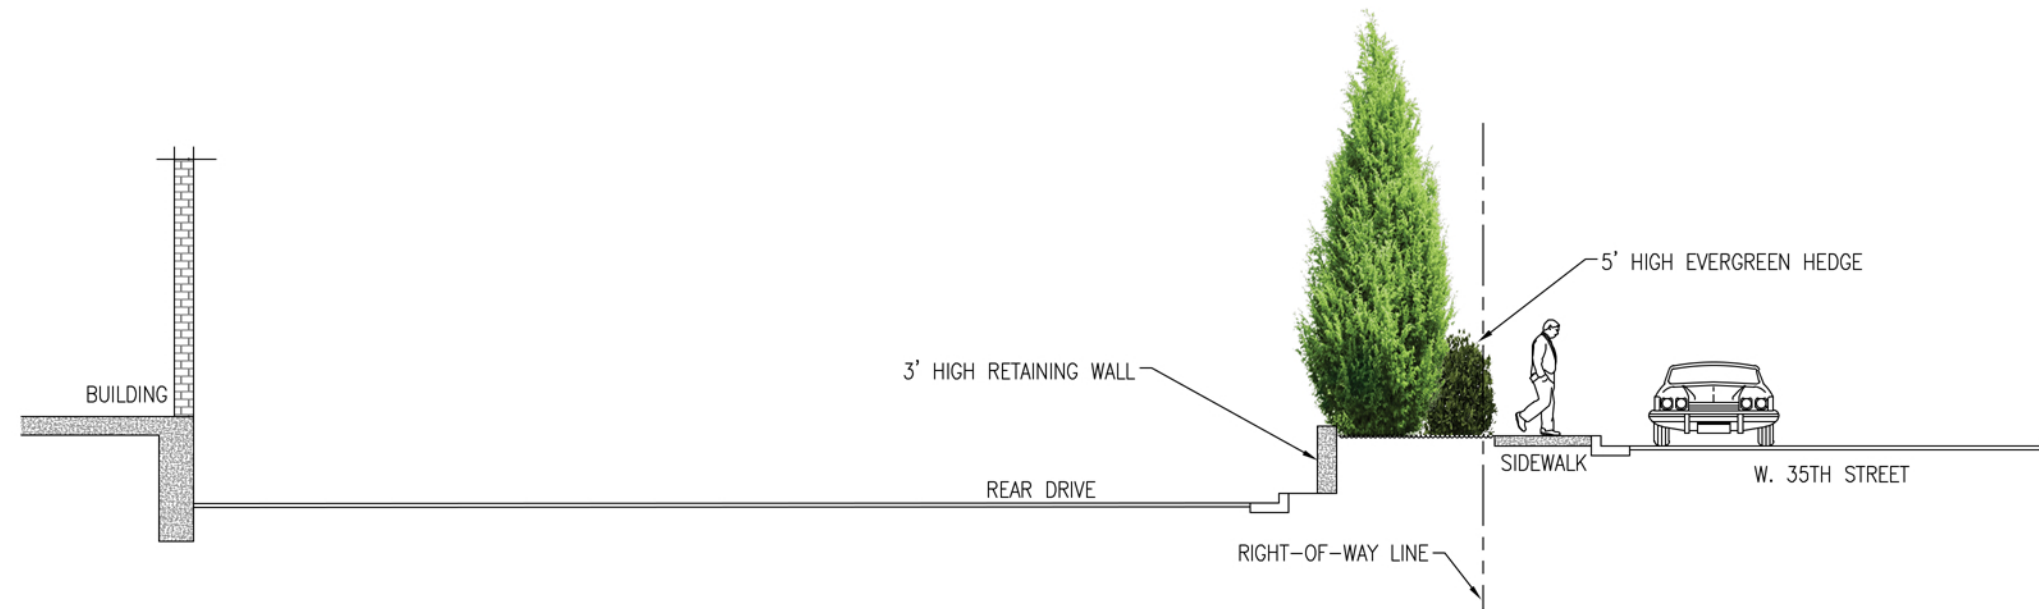 5' HIGH EVERGREEN HEDGE
3' HIGH RETAINING WALL
BUILDING
SIDEWALK
W. 35TH STREET
REAR DRIVE
RIGHT-OF-WAY LINE